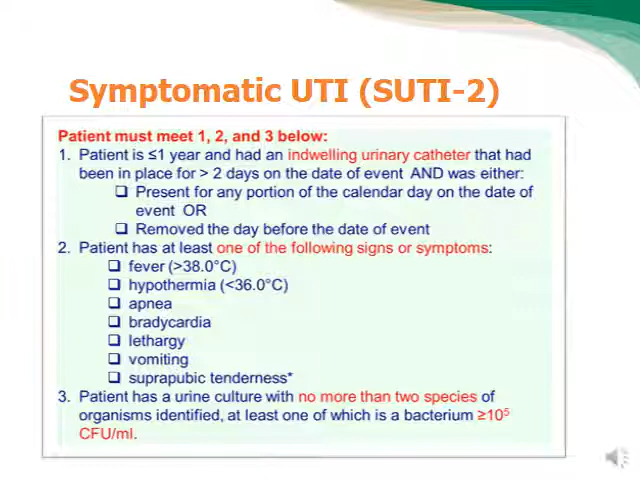 Symptomatic UTI (SUTI-2)
Patient must meet 1, 2, and 3 below:
1. Patient is ≤1 year and had an indwelling urinary catheter that had
been in place for > 2 days on the date of event AND was either:
❑ Present for any portion of the calendar day on the date of
event OR
❑ Removed the day before the date of event
2. Patient has at least one of the following signs or symptoms:
❑ fever (>38.0°C)
❑ hypothermia (<36.0°C)
❑ apnea
❑ bradycardia
❑ lethargy
❑ vomiting
❑ suprapubic tenderness*
3. Patient has a urine culture with no more than two species of
organisms identified, at least one of which is a bacterium ≥10⁵
CFU/ml.